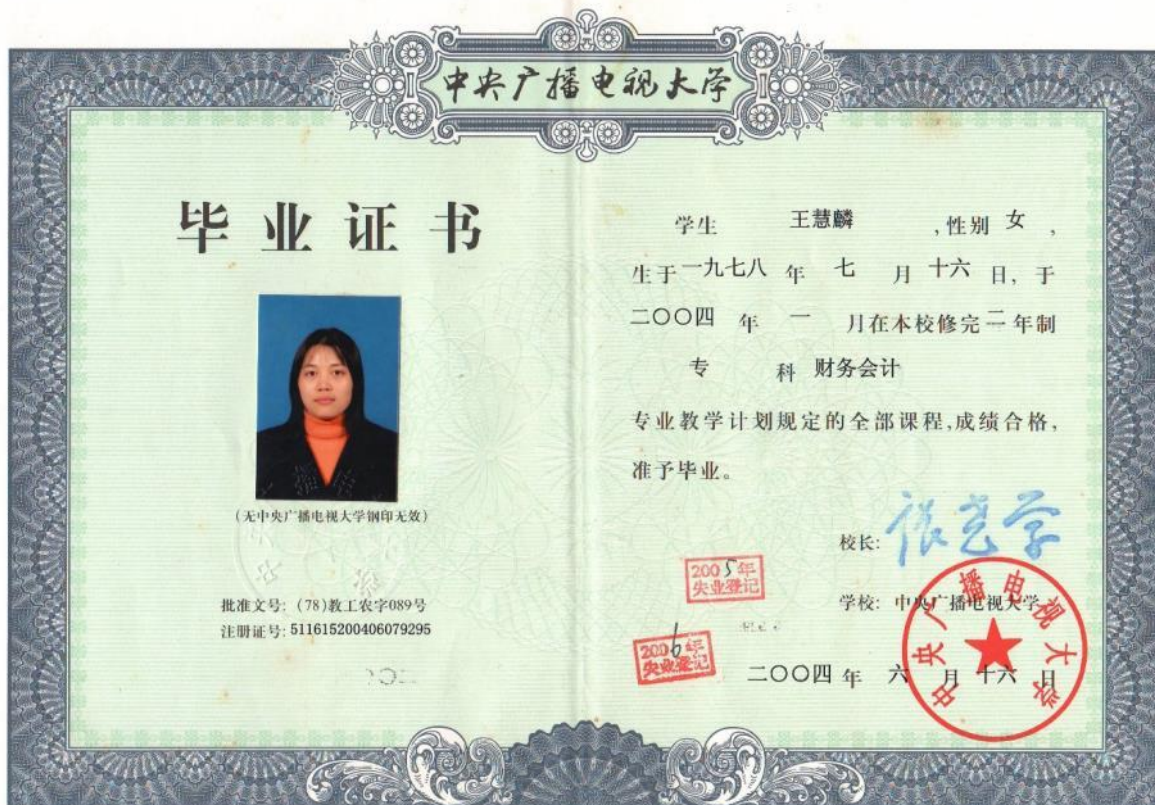 中央广播电视大学
毕业证书
(无中央广播电视大学钢印无效)
批准文号: (78)教工农字089号
注册证号: 511615200406079295
学生 王慧麟 ,性别 女 ,
生于 一九七八 年 七 月 十六 日, 于
二〇〇四 年 一 月在本校修完 二 年制
专 科 财务会计
专业教学计划规定的全部课程,成绩合格,
准予毕业。
校长:
2005年
失业登记
学校: 中央广播电视大学
2006年
失业登记
二〇〇四 年 六 月 十六 日
中央广播电视大学